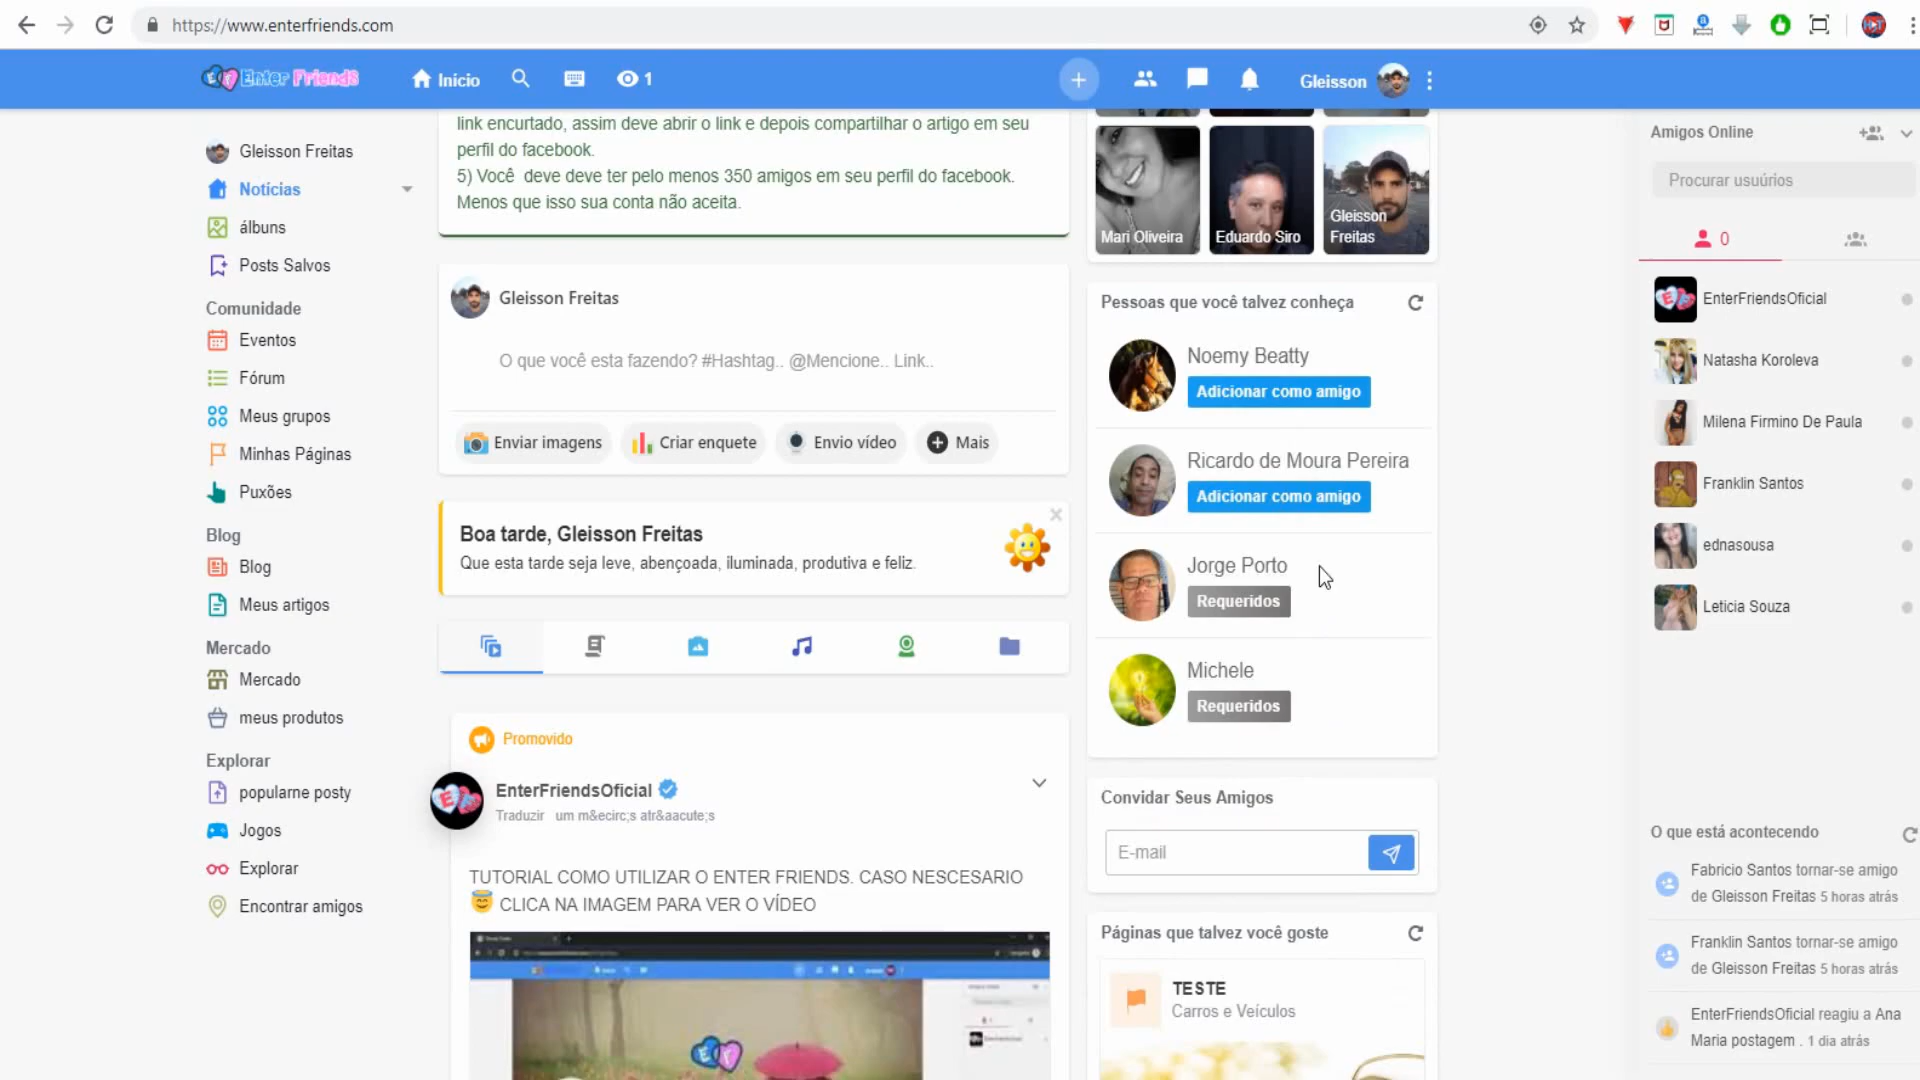 https://www.enterfriends.com
Enter Friends
Inicio
1
Gleisson
Gleisson Freitas
Notícias
álbuns
Posts Salvos
Comunidade
Eventos
Fórum
Meus grupos
Minhas Páginas
Puxões
Blog
Blog
Meus artigos
Mercado
Mercado
meus produtos
Explorar
popularne posty
Jogos
Explorar
Encontrar amigos
link encurtado, assim deve abrir o link e depois compartilhar o artigo em seu
perfil do facebook.
5) Você deve deve ter pelo menos 350 amigos em seu perfil do facebook.
Menos que isso sua conta não aceita.
Gleisson Freitas
O que você esta fazendo? #Hashtag.. @Mencione.. Link..
Enviar imagens
Criar enquete
Envio vídeo
Mais
Boa tarde, Gleisson Freitas
Que esta tarde seja leve, abençoada, iluminada, produtiva e feliz.
Promovido
EnterFriendsOficial
Traduzir um m&ecirc;s atr&aacute;s
TUTORIAL COMO UTILIZAR O ENTER FRIENDS. CASO NESCESARIO
CLICA NA IMAGEM PARA VER O VÍDEO
Mari Oliveira
Eduardo Siro
Gleisson
Freitas
Pessoas que você talvez conheça
Noemy Beatty
Adicionar como amigo
Ricardo de Moura Pereira
Adicionar como amigo
Jorge Porto
Requeridos
Michele
Requeridos
Convidar Seus Amigos
E-mail
Páginas que talvez você goste
TESTE
Carros e Veículos
Amigos Online
Procurar usuúrios
0
EnterFriendsOficial
Natasha Koroleva
Milena Firmino De Paula
Franklin Santos
ednasousa
Leticia Souza
O que está acontecendo
Fabricio Santos tornar-se amigo
de Gleisson Freitas 5 horas atrás
Franklin Santos tornar-se amigo
de Gleisson Freitas 5 horas atrás
EnterFriendsOficial reagiu a Ana
Maria postagem . 1 dia atrás